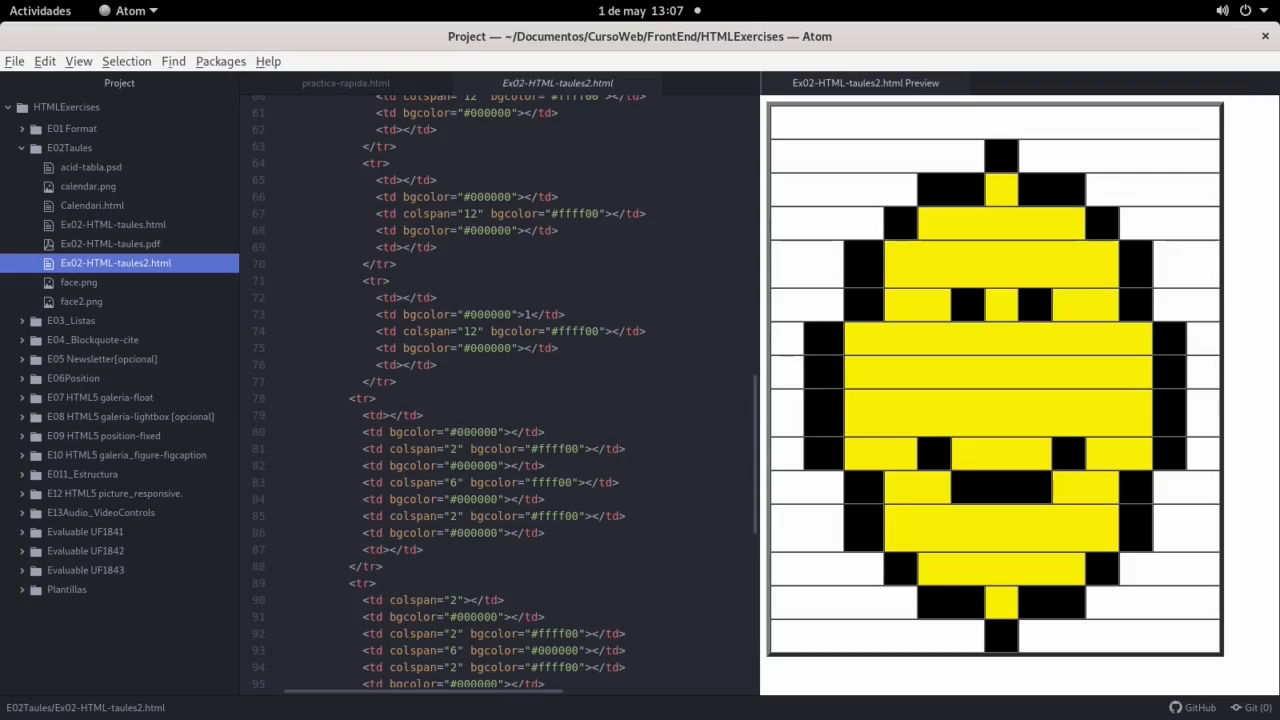 Actividades
Atom
1 de may 13:07
Project — ~/Documentos/CursoWeb/FrontEnd/HTMLExercises — Atom
File Edit View Selection Find Packages Help
Project
practica-rapida.html
Ex02-HTML-taules2.html
Ex02-HTML-taules2.html Preview
HTMLExercises
E01 Format
E02Taules
acid-tabla.psd
calendar.png
Calendari.html
Ex02-HTML-taules.html
Ex02-HTML-taules.pdf
Ex02-HTML-taules2.html
face.png
face2.png
E03_Listas
E04_Blockquote-cite
E05 Newsletter[opcional]
E06Position
E07 HTML5 galeria-float
E08 HTML5 galeria-lightbox [opcional]
E09 HTML5 position-fixed
E10 HTML5 galeria_figure-figcaption
E011_Estructura
E12 HTML5 picture_responsive.
E13Audio_VideoControls
Evaluable UF1841
Evaluable UF1842
Evaluable UF1843
Plantillas
60 <td colspan="12" bgcolor="#ffff00"></td>
61 <td bgcolor="#000000"></td>
62 <td></td>
63 </tr>
64 <tr>
65 <td></td>
66 <td bgcolor="#000000"></td>
67 <td colspan="12" bgcolor="#ffff00"></td>
68 <td bgcolor="#000000"></td>
69 <td></td>
70 </tr>
71 <tr>
72 <td></td>
73 <td bgcolor="#000000">1</td>
74 <td colspan="12" bgcolor="#ffff00"></td>
75 <td bgcolor="#000000"></td>
76 <td></td>
77 </tr>
78 <tr>
79 <td></td>
80 <td bgcolor="#000000"></td>
81 <td colspan="2" bgcolor="#ffff00"></td>
82 <td bgcolor="#000000"></td>
83 <td colspan="6" bgcolor="ffff00"></td>
84 <td bgcolor="#000000"></td>
85 <td colspan="2" bgcolor="#ffff00"></td>
86 <td bgcolor="#000000"></td>
87 <td></td>
88 </tr>
89 <tr>
90 <td colspan="2"></td>
91 <td bgcolor="#000000"></td>
92 <td colspan="2" bgcolor="#ffff00"></td>
93 <td colspan="6" bgcolor="#000000"></td>
94 <td colspan="2" bgcolor="#ffff00"></td>
95 <td bgcolor="#000000"></td>
E02Taules/Ex02-HTML-taules2.html
GitHub
Git (0)